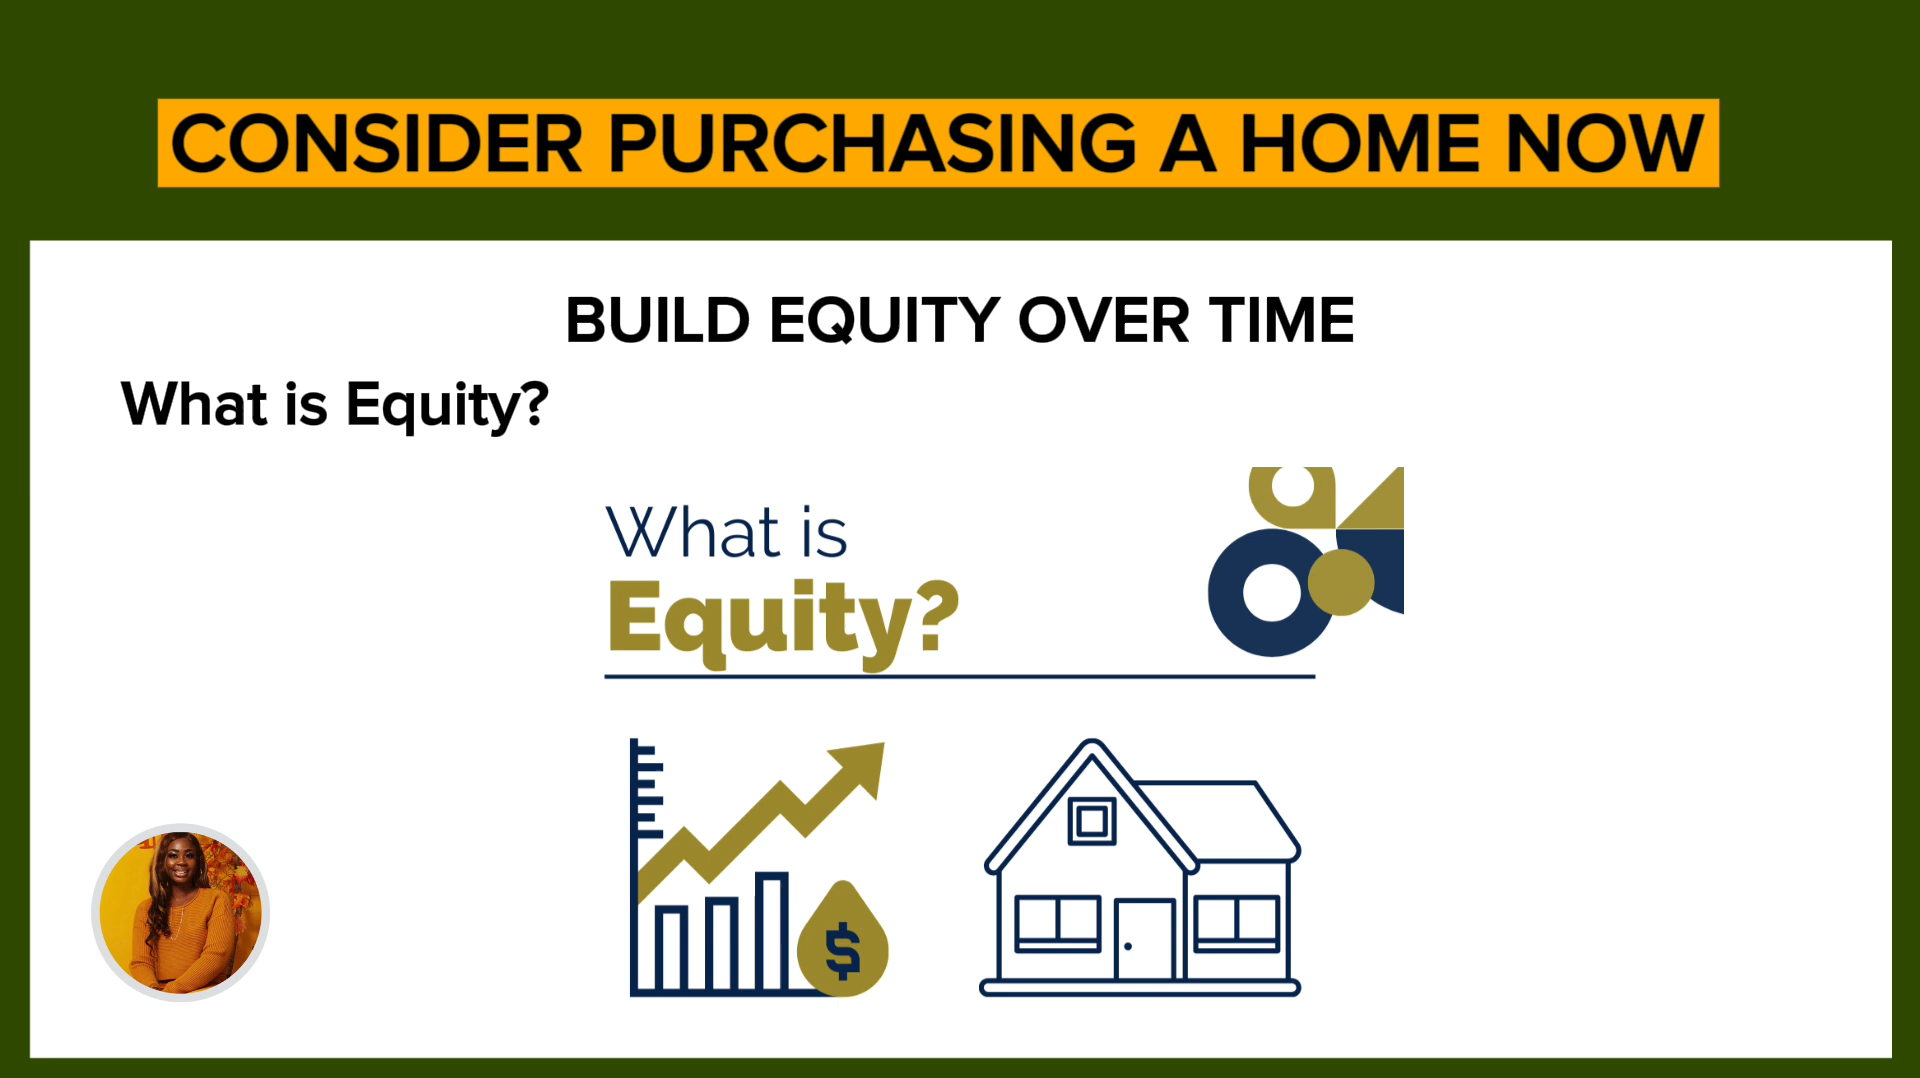 CONSIDER PURCHASING A HOME NOW
BUILD EQUITY OVER TIME
What is Equity?
What is
Equity?
$